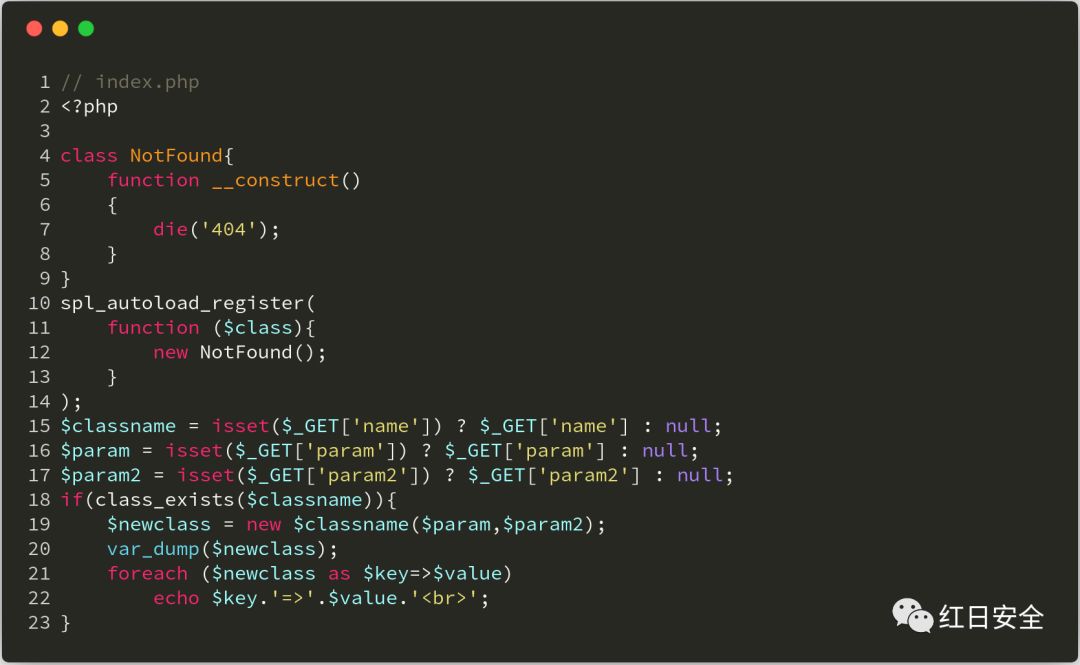 1 // index.php
2 <?php
3
4 class NotFound{
5     function __construct()
6     {
7         die('404');
8     }
9 }
10 spl_autoload_register(
11     function ($class){
12         new NotFound();
13     }
14 );
15 $classname = isset($_GET['name']) ? $_GET['name'] : null;
16 $param = isset($_GET['param']) ? $_GET['param'] : null;
17 $param2 = isset($_GET['param2']) ? $_GET['param2'] : null;
18 if(class_exists($classname)){
19     $newclass = new $classname($param,$param2);
20     var_dump($newclass);
21     foreach ($newclass as $key=>$value)
22         echo $key.'=>'.$value.'<br>';
23 }
红日安全